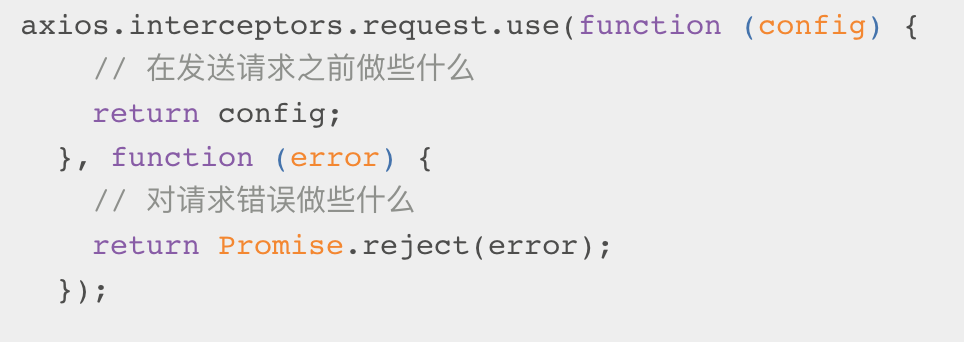 axios.interceptors.request.use(function (config) {
// 在发送请求之前做些什么
return config;
}, function (error) {
// 对请求错误做些什么
return Promise.reject(error);
});